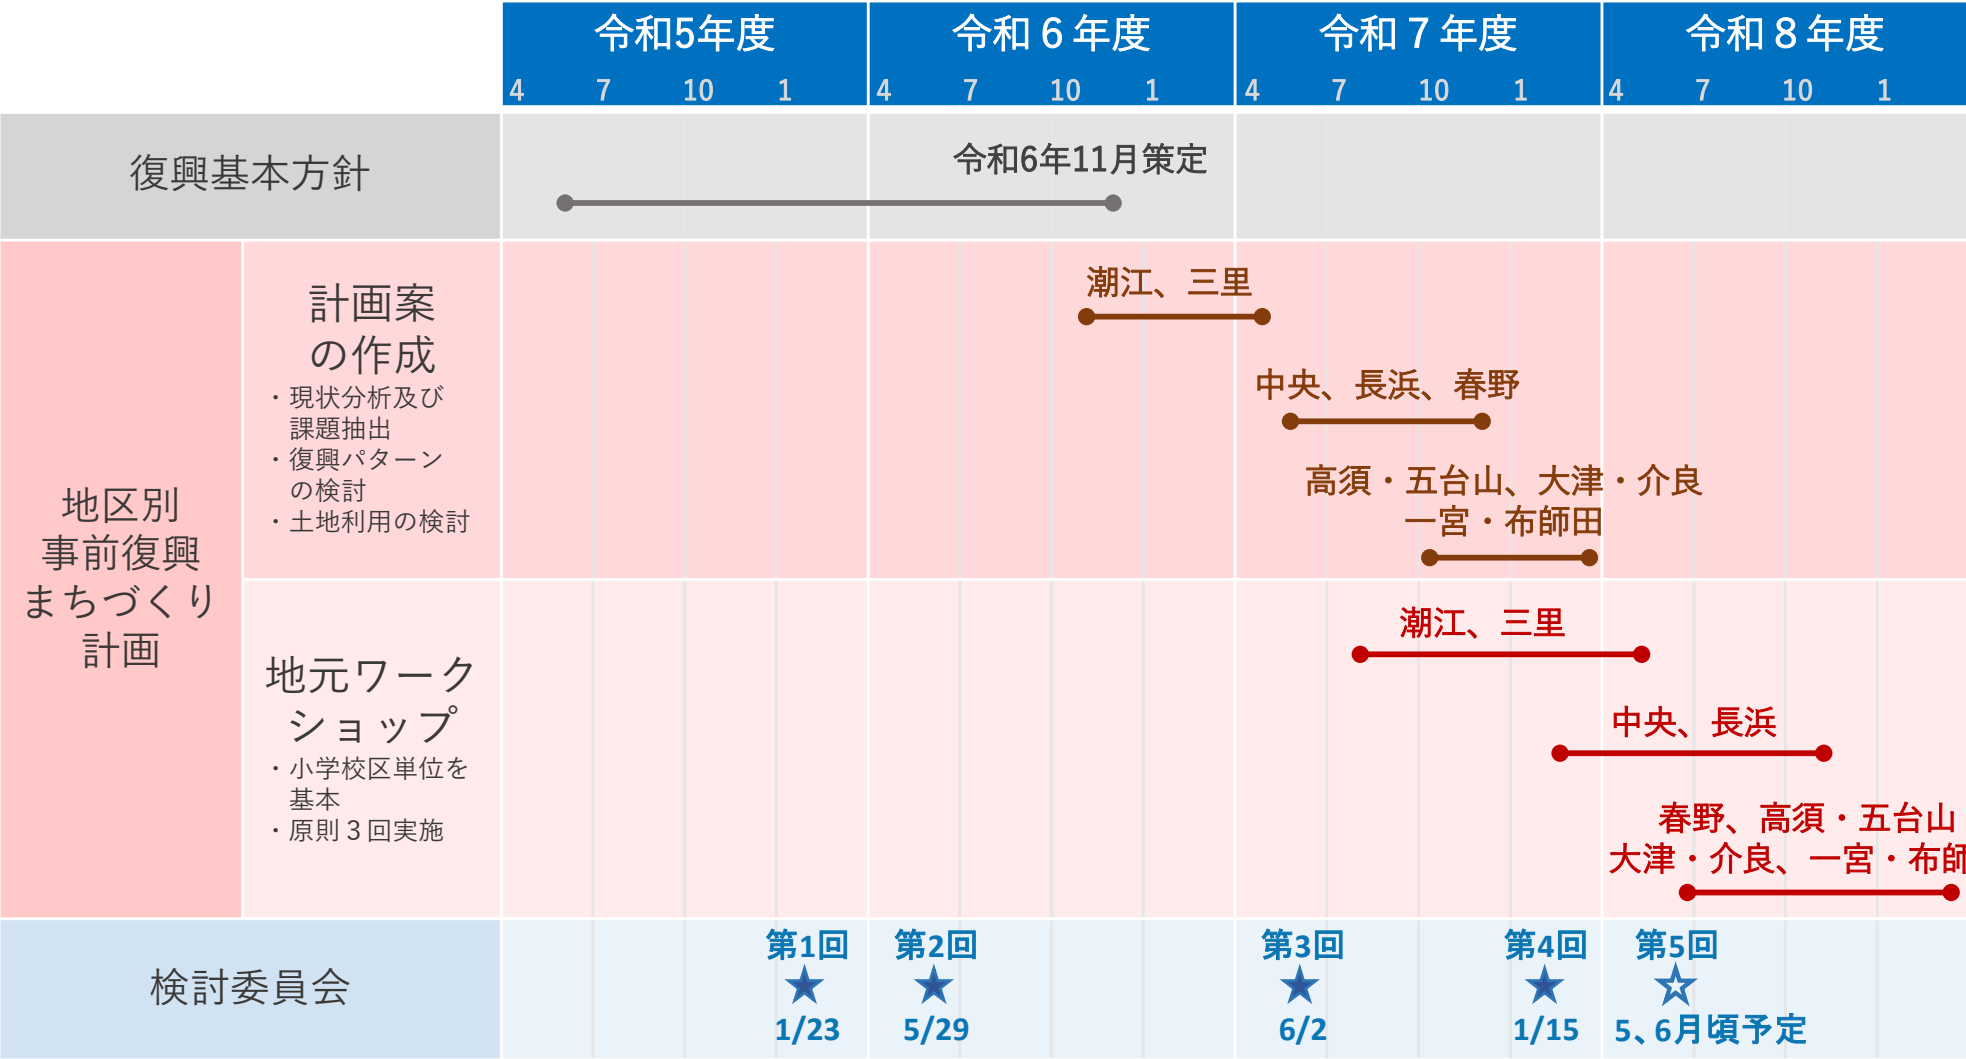 令和5年度
令和６年度
令和７年度
令和８年度
4 7 10 1 4 7 10 1 4 7 10 1 4 7 10 1
復興基本方針
令和6年11月策定
地区別
事前復興
まちづくり
計画
計画案
の作成
・現状分析及び
課題抽出
・復興パターン
の検討
・土地利用の検討
潮江、三里
中央、長浜、春野
高須・五台山、大津・介良
一宮・布師田
地元ワーク
ショップ
・小学校区単位を
基本
・原則３回実施
潮江、三里
中央、長浜
春野、高須・五台山
大津・介良、一宮・布師
検討委員会
第1回
第2回
第3回
第4回
第5回
1/23
5/29
6/2
1/15
5、6月頃予定